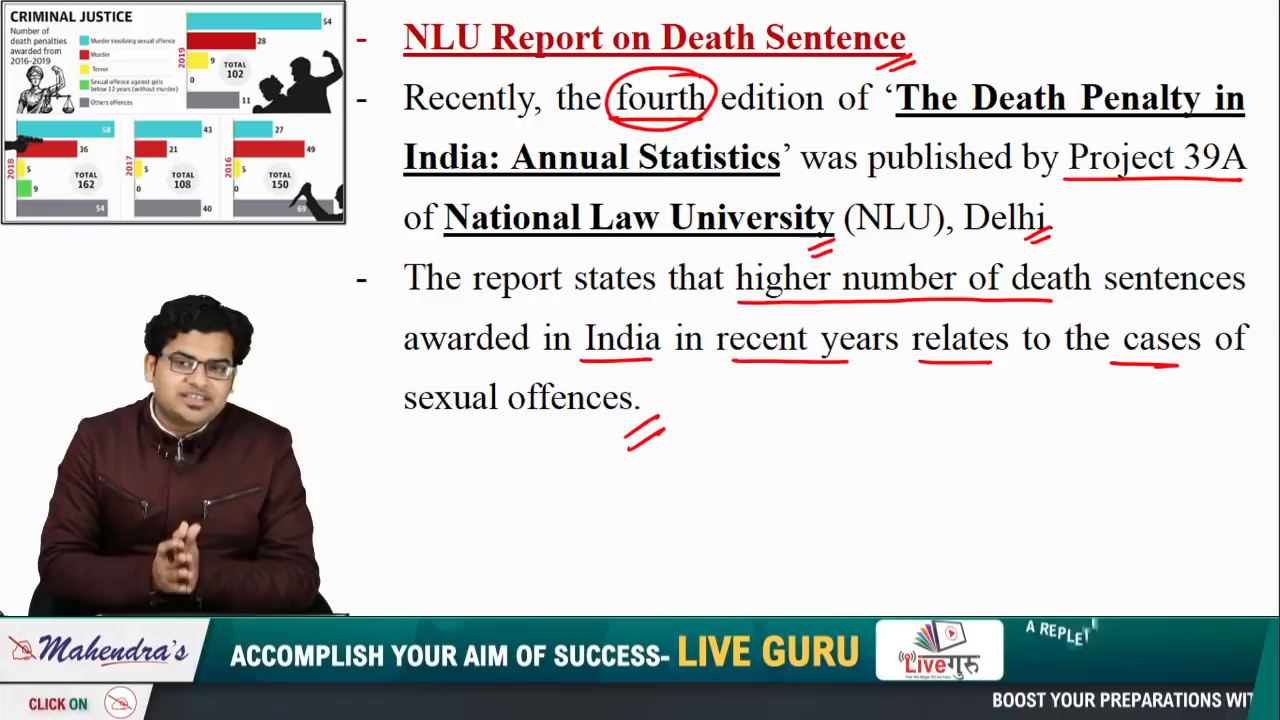 CRIMINAL JUSTICE
Number of
death penalties
awarded from
2016-2019
Murder involving sexual offence
Murder
Terror
Sexual offence against girls
below 12 years (without murder)
Others offences
2019
54
28
9
0
11
TOTAL
102
2018
58
36
5
9
54
TOTAL
162
2017
43
21
5
0
40
TOTAL
108
2016
27
49
5
0
69
TOTAL
150
- NLU Report on Death Sentence
- Recently, the fourth edition of ‘The Death Penalty in
India: Annual Statistics’ was published by Project 39A
of National Law University (NLU), Delhi.
- The report states that higher number of death sentences
awarded in India in recent years relates to the cases of
sexual offences.
Mahendra's
ACCOMPLISH YOUR AIM OF SUCCESS- LIVE GURU
Liveगुरु
A REPLET
CLICK ON
BOOST YOUR PREPARATIONS WIT